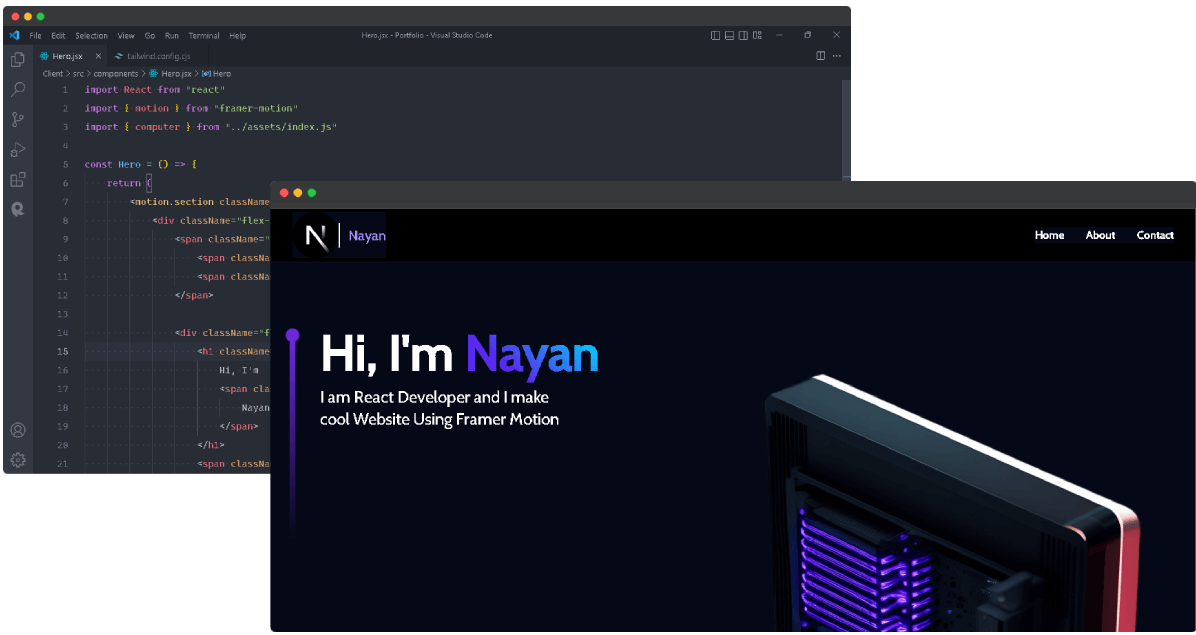 File Edit Selection View Go Run Terminal Help
Hero.jsx - Portfolio - Visual Studio Code
Hero.jsx tailwind.config.cjs
Client > src > components > Hero.jsx > Hero
1 import React from "react"
2 import { motion } from "framer-motion"
3 import { computer } from "../assets/index.js"
4
5 const Hero = () => {
6 return (
7 <motion.section className
8 <div className="flex-
9 <span className="
10 <span classNa
11 <span classNa
12 </span>
13
14 <div className="f
15 <h1 className
16 Hi, I'm
17 <span cla
18 Nayan
19 </span>
20 </h1>
21 <span classNa
N | Nayan
Home About Contact
Hi, I'm Nayan
I am React Developer and I make
cool Website Using Framer Motion